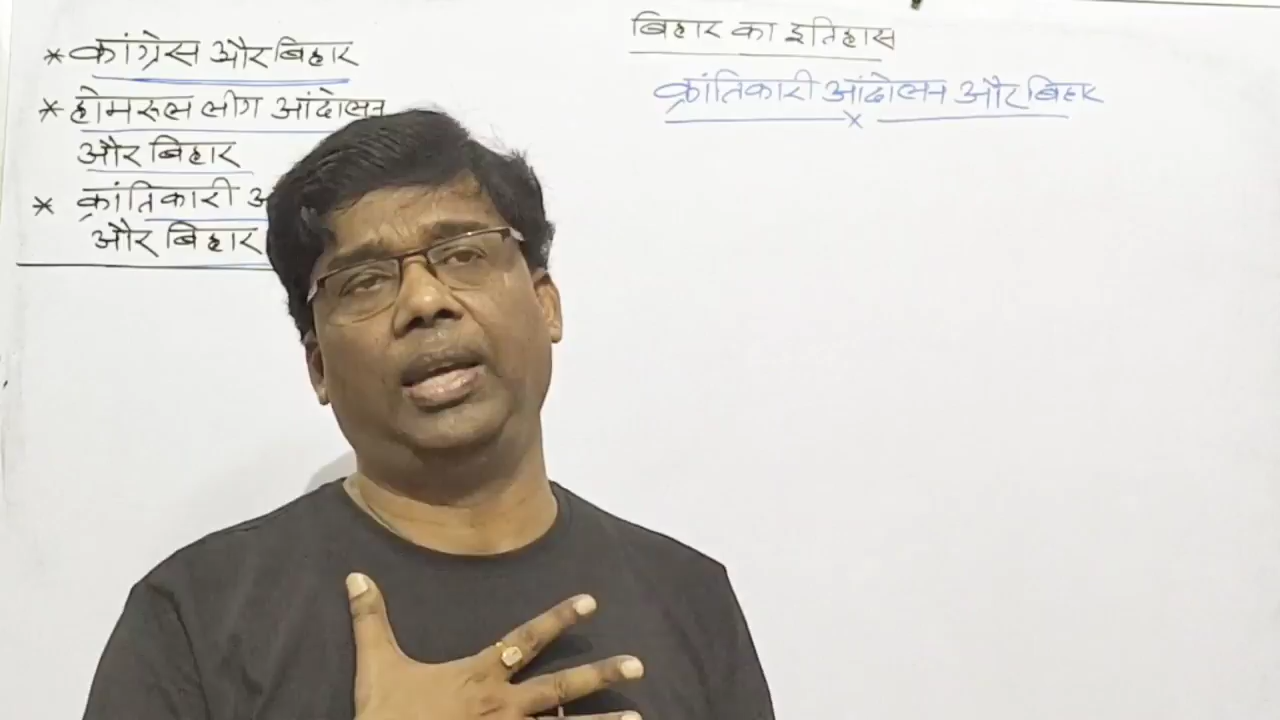 * कांग्रेस और बिहार
* होमरुल लीग आंदोलन
और बिहार
* क्रांतिकारी
और बिहार
बिहार का इतिहास
क्रांतिकारी आंदोलन और बिहार